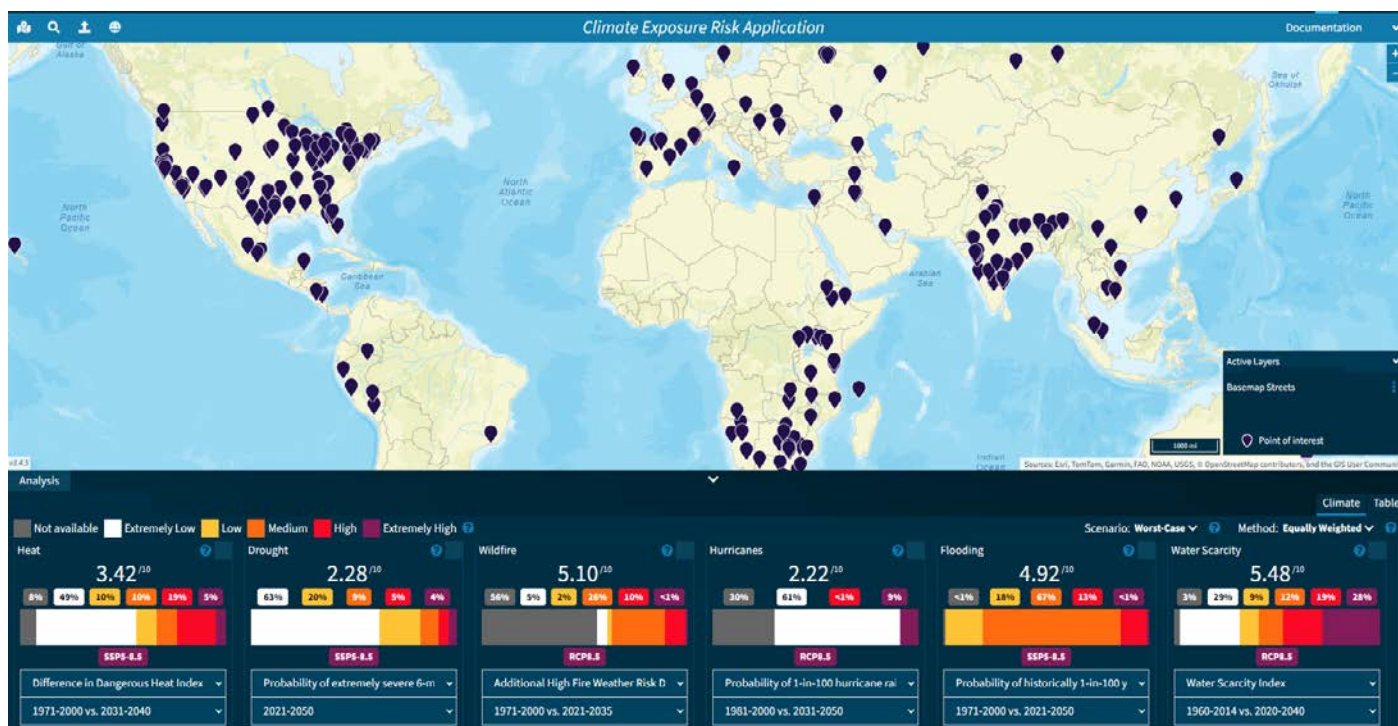 Climate Exposure Risk Application
Documentation
Gulf of
Alaska
Sea of
Okhotsk
North
Pacific
Ocean
North
Atlantic
Ocean
North
Pacific
Ocean
Caribbean
Sea
Arabian
Sea
Indian
Ocean
Active Layers
Basemap Streets
Point of interest
1000 mi
v3.4.5
Sources: Esri, TomTom, Garmin, FAO, NOAA, USGS, © OpenStreetMap contributors, and the GIS User Commun
Analysis
Climate Table
Not available Extremely Low Low Medium High Extremely High
Scenario: Worst-Case Method: Equally Weighted
Heat
3.42/10
8% 49% 10% 10% 19% 5%
SSP5-8.5
Difference in Dangerous Heat Index
1971-2000 vs. 2031-2040
Drought
2.28/10
63% 20% 9% 5% 4%
SSP5-8.5
Probability of extremely severe 6-m
2021-2050
Wildfire
5.10/10
56% 5% 2% 26% 10% <1%
RCP8.5
Additional High Fire Weather Risk D
1971-2000 vs. 2021-2035
Hurricanes
2.22/10
30% 61% <1% 9%
RCP8.5
Probability of 1-in-100 hurricane rai
1981-2000 vs. 2031-2050
Flooding
4.92/10
<1% 18% 67% 13% <1%
SSP5-8.5
Probability of historically 1-in-100 y
1971-2000 vs. 2021-2050
Water Scarcity
5.48/10
3% 29% 9% 12% 19% 28%
RCP8.5
Water Scarcity Index
1960-2014 vs. 2020-2040